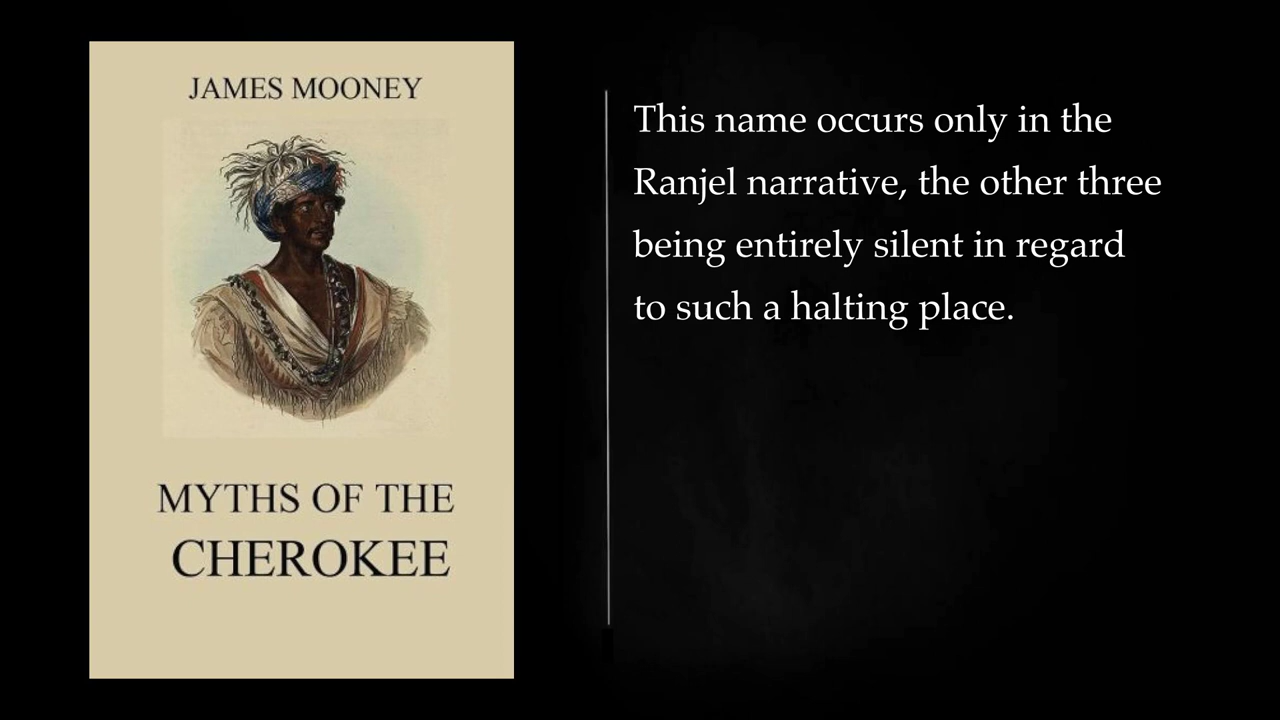 JAMES MOONEY
MYTHS OF THE
CHEROKEE
This name occurs only in the
Ranjel narrative, the other three
being entirely silent in regard
to such a halting place.